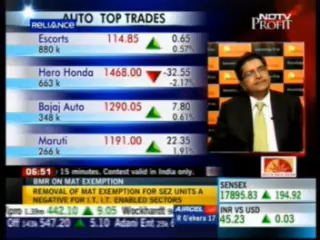 RELIANCE
AUTO TOP TRADES
NDTV
PROFIT
Escorts 114.85 0.65
880 k 0.57%
Hero Honda 1468.00 -32.55
663 k -2.17%
Bajaj Auto 1290.05 7.80
348 k 0.61%
Maruti 1191.00 22.35
266 k 1.91%
06:51 15 minutes. Contest valid in India only.
BMR ON MAT EXEMPTION
REMOVAL OF MAT EXEMPTION FOR SEZ UNITS A
NEGATIVE FOR I.T. I.T ENABLED SECTORS
SENSEX
17895.83 194.92
INR VS USD
45.23 0.03
442.10 9.05 Wockhardt
AIRCEL
5.20 Adani Ent